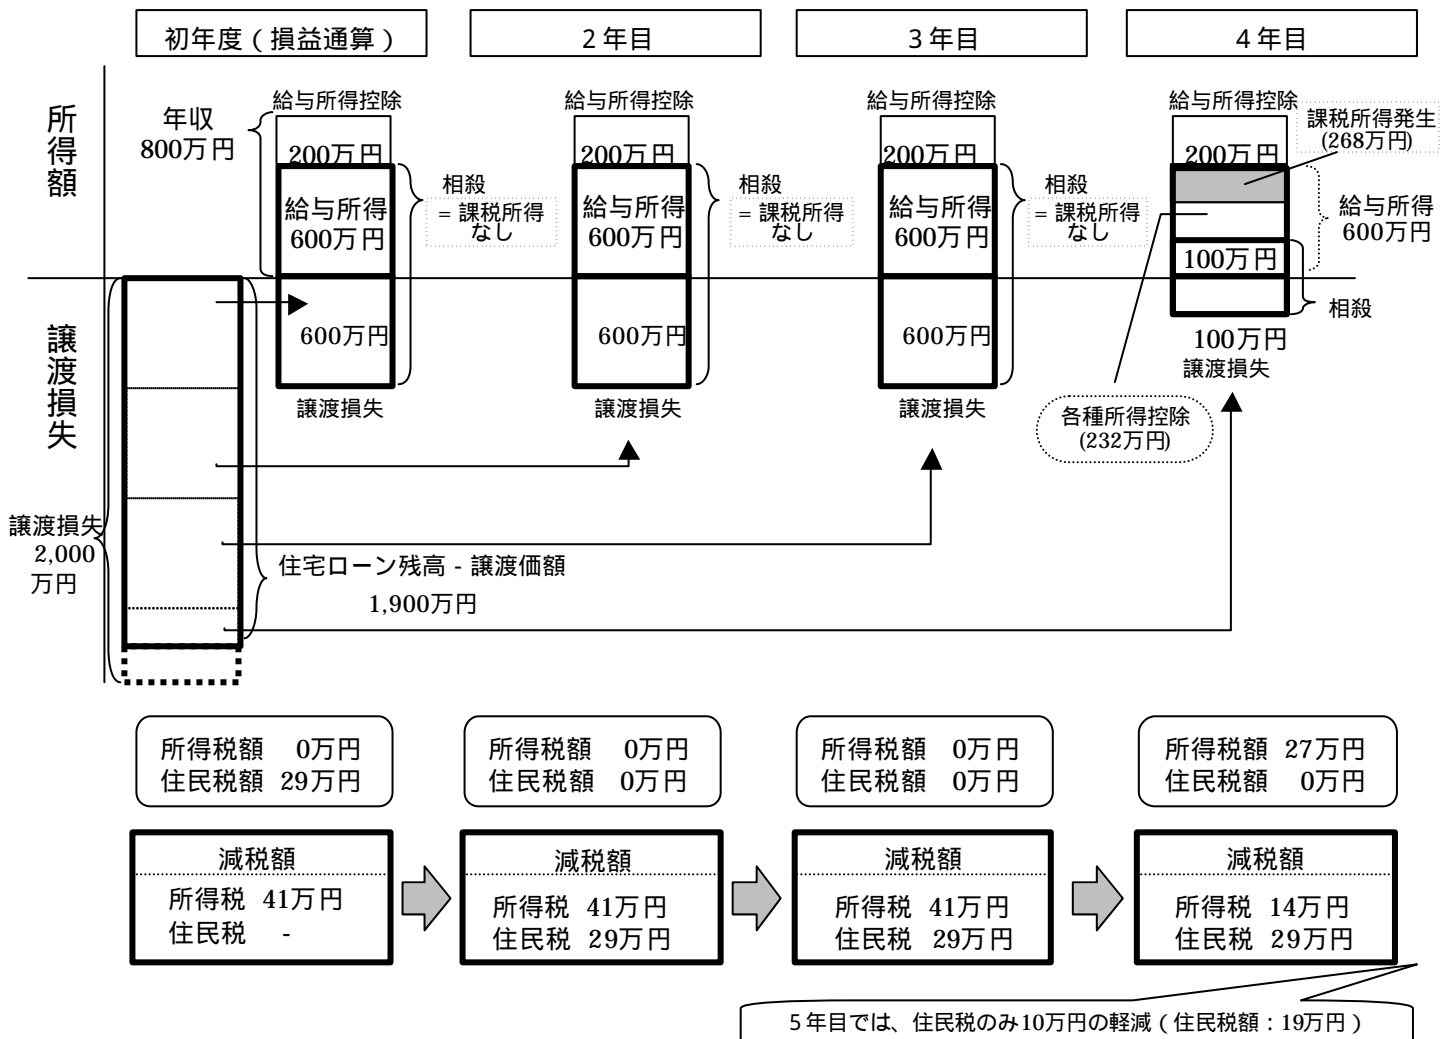 初年度（損益通算）
２年目
３年目
４年目
所得額
年収
800万円
給与所得控除
200万円
給与所得
600万円
相殺
= 課税所得
なし
600万円
譲渡損失
給与所得控除
200万円
給与所得
600万円
相殺
= 課税所得
なし
600万円
譲渡損失
給与所得控除
200万円
給与所得
600万円
相殺
= 課税所得
なし
600万円
譲渡損失
給与所得控除
200万円
課税所得発生
(268万円)
給与所得
600万円
100万円
相殺
100万円
譲渡損失
各種所得控除
(232万円)
譲渡損失
譲渡損失
2,000
万円
住宅ローン残高 - 譲渡価額
1,900万円
所得税額 0万円
住民税額 29万円
所得税額 0万円
住民税額 0万円
所得税額 0万円
住民税額 0万円
所得税額 27万円
住民税額 0万円
減税額
所得税 41万円
住民税 -
減税額
所得税 41万円
住民税 29万円
減税額
所得税 41万円
住民税 29万円
減税額
所得税 14万円
住民税 29万円
５年目では、住民税のみ10万円の軽減（住民税額：19万円）